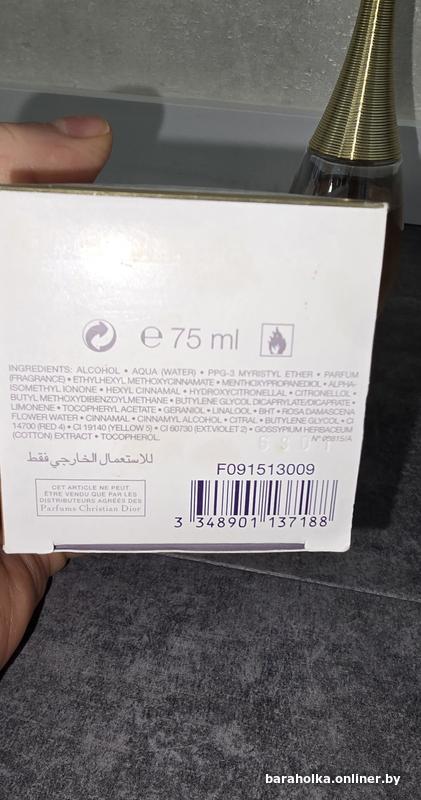 ℮ 75 ml
INGREDIENTS: ALCOHOL • AQUA (WATER) • PPG-3 MYRISTYL ETHER • PARFUM
(FRAGRANCE) • ETHYLHEXYL METHOXYCINNAMATE • MENTHOXYPROPANEDIOL • ALPHA-
ISOMETHYL IONONE • HEXYL CINNAMAL • HYDROXYCITRONELLAL • CITRONELLOL •
BUTYL METHOXYDIBENZOYLMETHANE • BUTYLENE GLYCOL DICAPRYLATE/DICAPRATE •
LIMONENE • TOCOPHERYL ACETATE • GERANIOL • LINALOOL • BHT • ROSA DAMASCENA
FLOWER WATER • CINNAMAL • CINNAMYL ALCOHOL • CITRAL • BUTYLENE GLYCOL • CI
14700 (RED 4) • CI 19140 (YELLOW 5) • CI 60730 (EXT.VIOLET 2) • GOSSYPIUM HERBACEUM
(COTTON) EXTRACT • TOCOPHEROL.
للاستعمال الخارجي فقط
F091513009
CET ARTICLE NE PEUT
ÊTRE VENDU QUE PAR LES
DISTRIBUTEURS AGRÉÉS DES
Parfums Christian Dior
3 348901 137188
baraholka.onliner.by